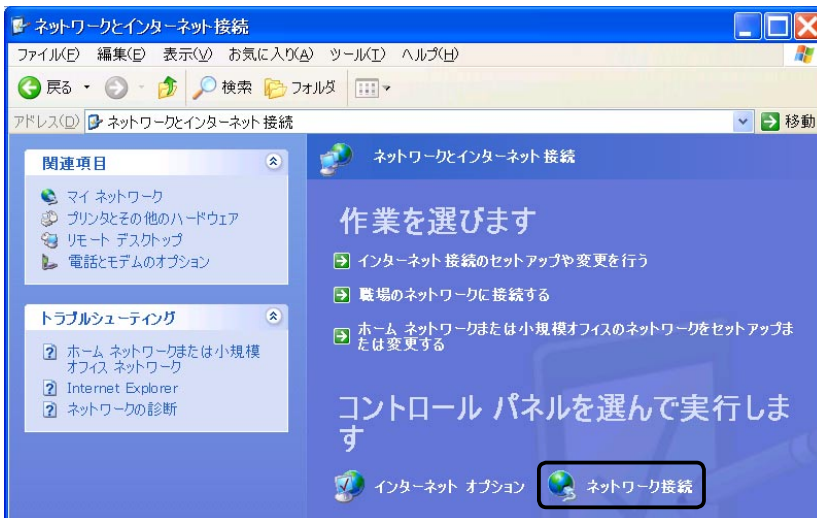 ネットワークとインターネット接続
ファイル(F) 編集(E) 表示(V) お気に入り(A) ツール(T) ヘルプ(H)
戻る 検索 フォルダ
アドレス(D) ネットワークとインターネット接続 移動
関連項目
マイ ネットワーク
プリンタとその他のハードウェア
リモート デスクトップ
電話とモデムのオプション
トラブルシューティング
ホーム ネットワークまたは小規模
オフィス ネットワーク
Internet Explorer
ネットワークの診断
ネットワークとインターネット接続
作業を選びます
インターネット接続のセットアップや変更を行う
職場のネットワークに接続する
ホーム ネットワークまたは小規模オフィスのネットワークをセットアップま
たは変更する
コントロール パネルを選んで実行しま
す
インターネット オプション ネットワーク接続